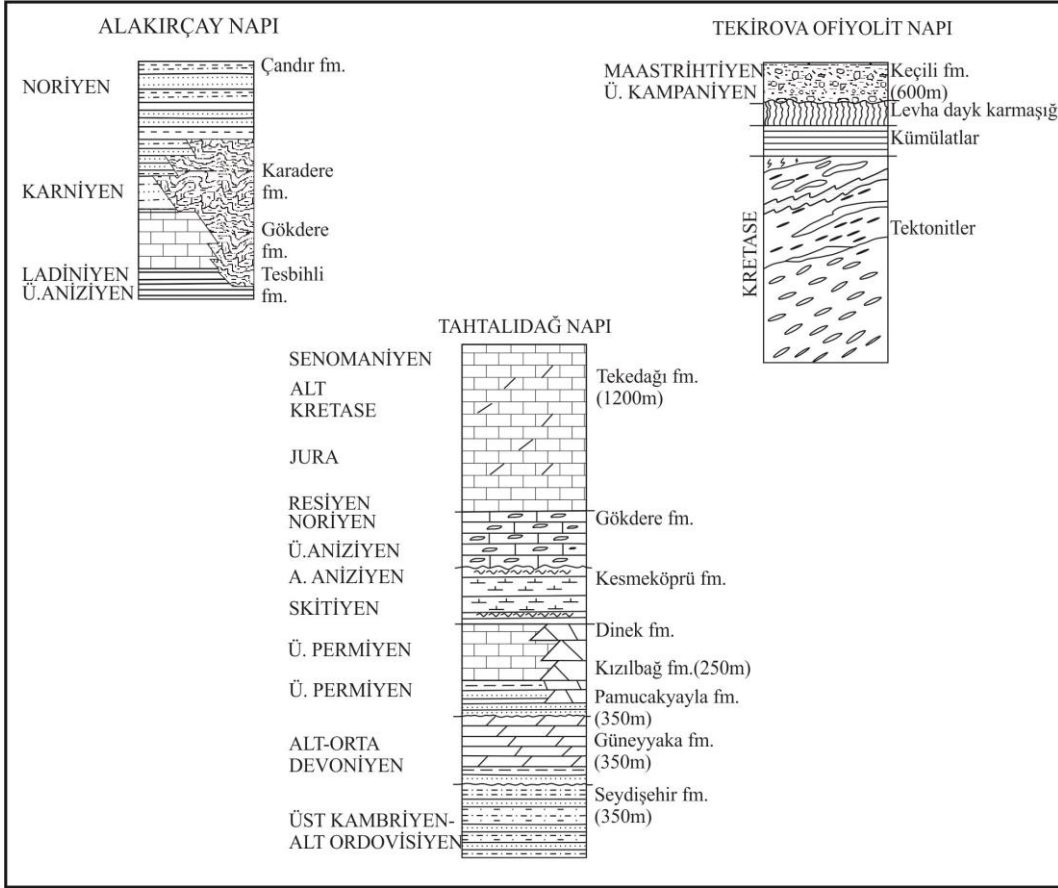 ALAKIRÇAY NAPI
NORİYEN
KARNİYEN
LADİNİYEN
Ü.ANİZİYEN
Çandır fm.
Karadere
fm.
Gökdere
fm.
Tesbihli
fm.
TEKİROVA OFİYOLİT NAPI
MAASTRİHTİYEN
Ü. KAMPANİYEN
KRETASE
Keçili fm.
(600m)
Levha dayk karmaşığı
Kümülatlar
Tektonitler
TAHTALIDAĞ NAPI
SENOMANİYEN
ALT
KRETASE
JURA
RESİYEN
NORİYEN
Ü.ANİZİYEN
A. ANİZİYEN
SKİTİYEN
Ü. PERMİYEN
Ü. PERMİYEN
ALT-ORTA
DEVONİYEN
ÜST KAMBRİYEN-
ALT ORDOVİSİYEN
Tekedağı fm.
(1200m)
Gökdere fm.
Kesmeköprü fm.
Dinek fm.
Kızılbağ fm.(250m)
Pamucakyayla fm.
(350m)
Güneyyaka fm.
(350m)
Seydişehir fm.
(350m)